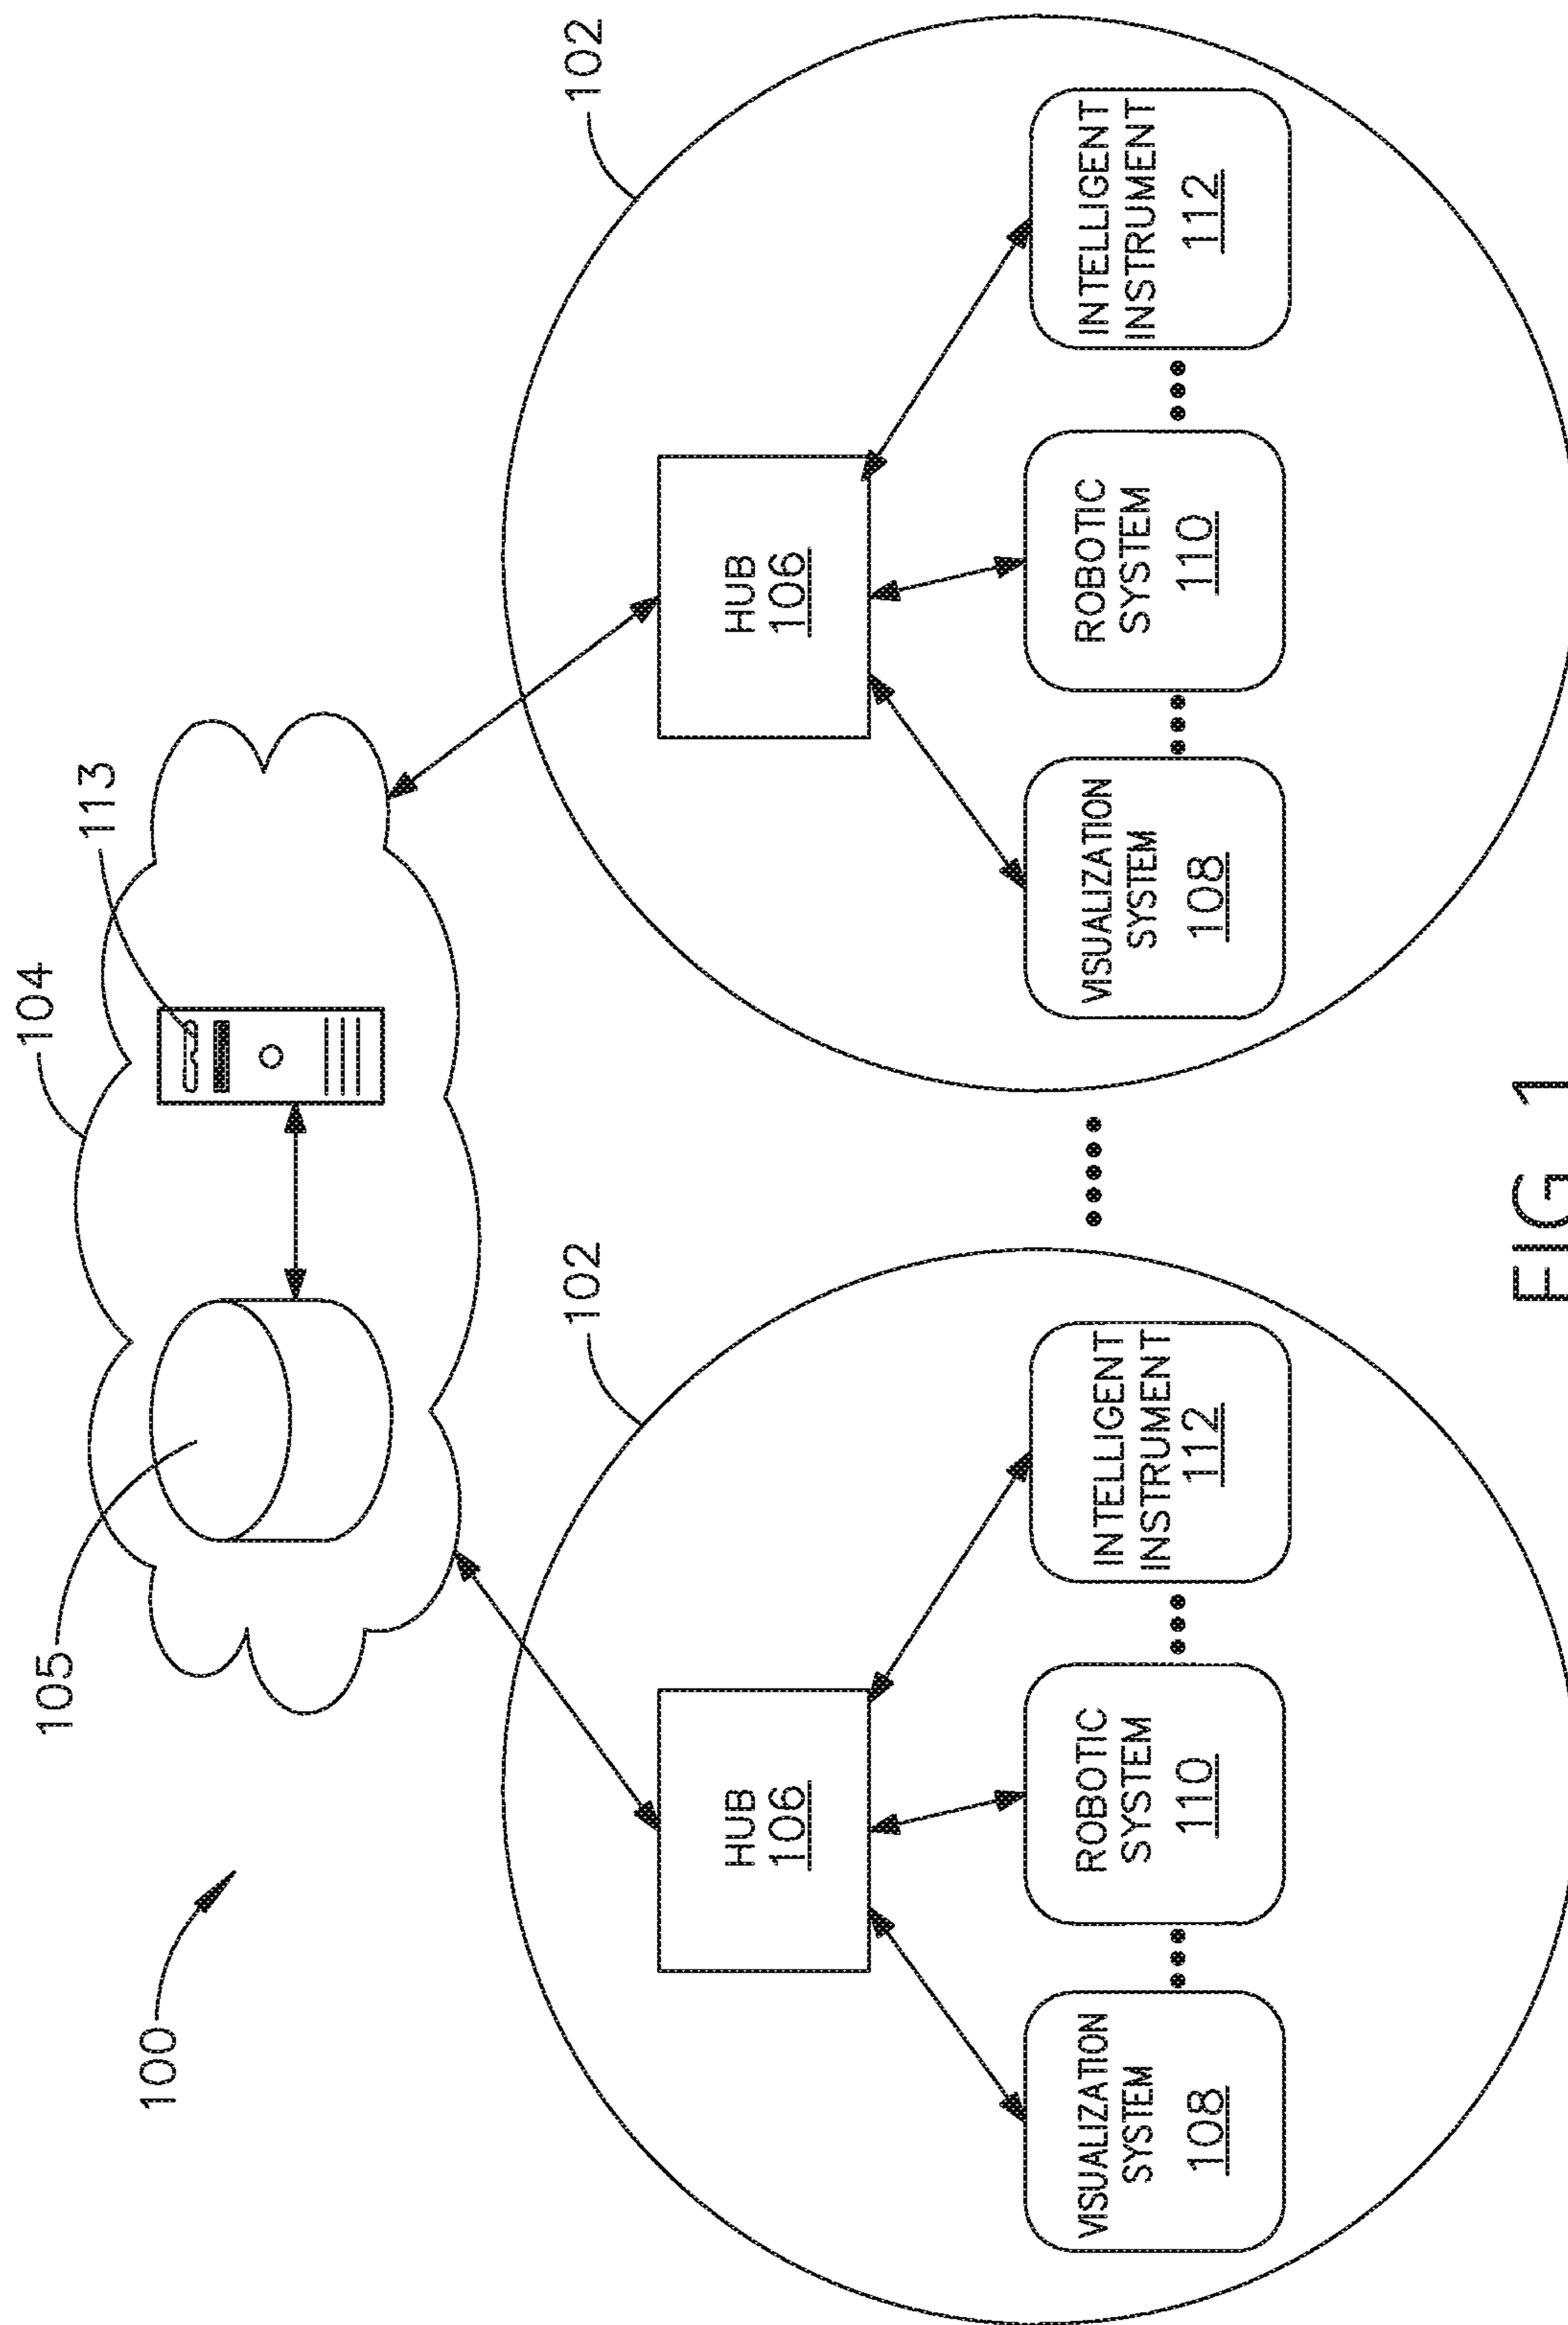 100
105
104
113
102
HUB
106
VISUALIZATION
SYSTEM
108
ROBOTIC
SYSTEM
110
INTELLIGENT
INSTRUMENT
112
102
HUB
106
VISUALIZATION
SYSTEM
108
ROBOTIC
SYSTEM
110
INTELLIGENT
INSTRUMENT
112
FIG. 1